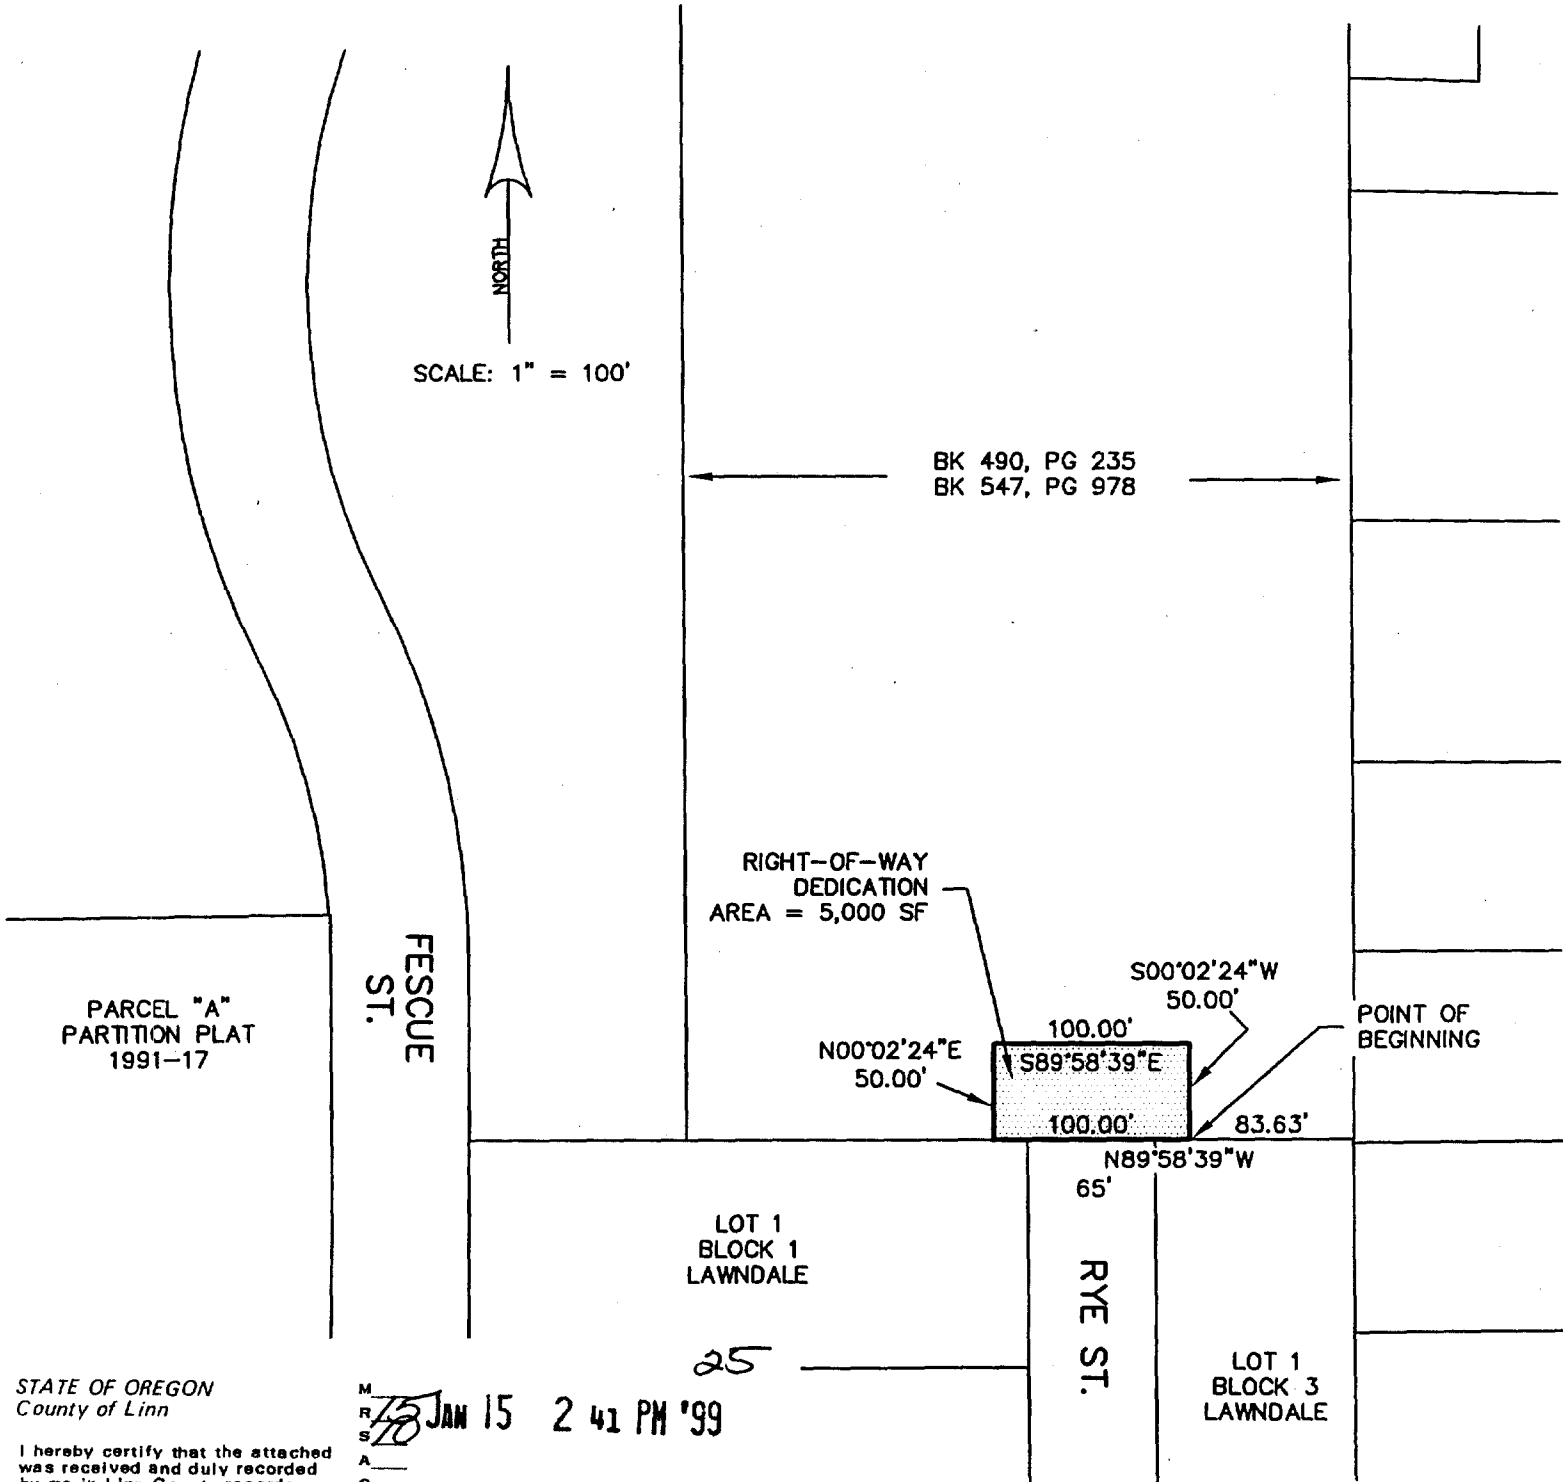 NORTH
SCALE: 1" = 100'
BK 490, PG 235
BK 547, PG 978
RIGHT-OF-WAY
DEDICATION
AREA = 5,000 SF
S00°02'24"W
50.00'
POINT OF
BEGINNING
100.00'
S89°58'39"E
N00°02'24"E
50.00'
100.00'
83.63'
N89°58'39"W
65'
FESCUE
ST.
PARCEL "A"
PARTITION PLAT
1991-17
LOT 1
BLOCK 1
LAWNDALE
RYE ST.
LOT 1
BLOCK 3
LAWNDALE
25
STATE OF OREGON
County of Linn
M
R
S
A
JAN 15 2 41 PM '99
I hereby certify that the attached
was received and duly recorded